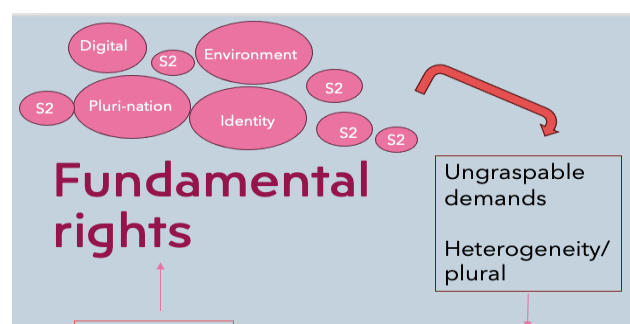 Digital
S2
Environment
S2
S2
Pluri-nation
Identity
S2
S2
Fundamental
rights
Ungraspable
demands
Heterogeneity/
plural